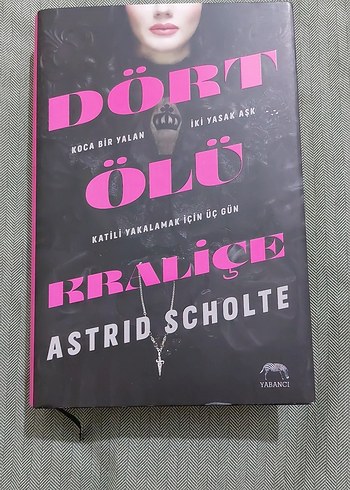 DÖRT
KOCA BİR YALAN
İKİ YASAK AŞK
ÖLÜ
KATİLİ YAKALAMAK İÇİN ÜÇ GÜN
KRALİÇE
ASTRID SCHOLTE
YABANCI